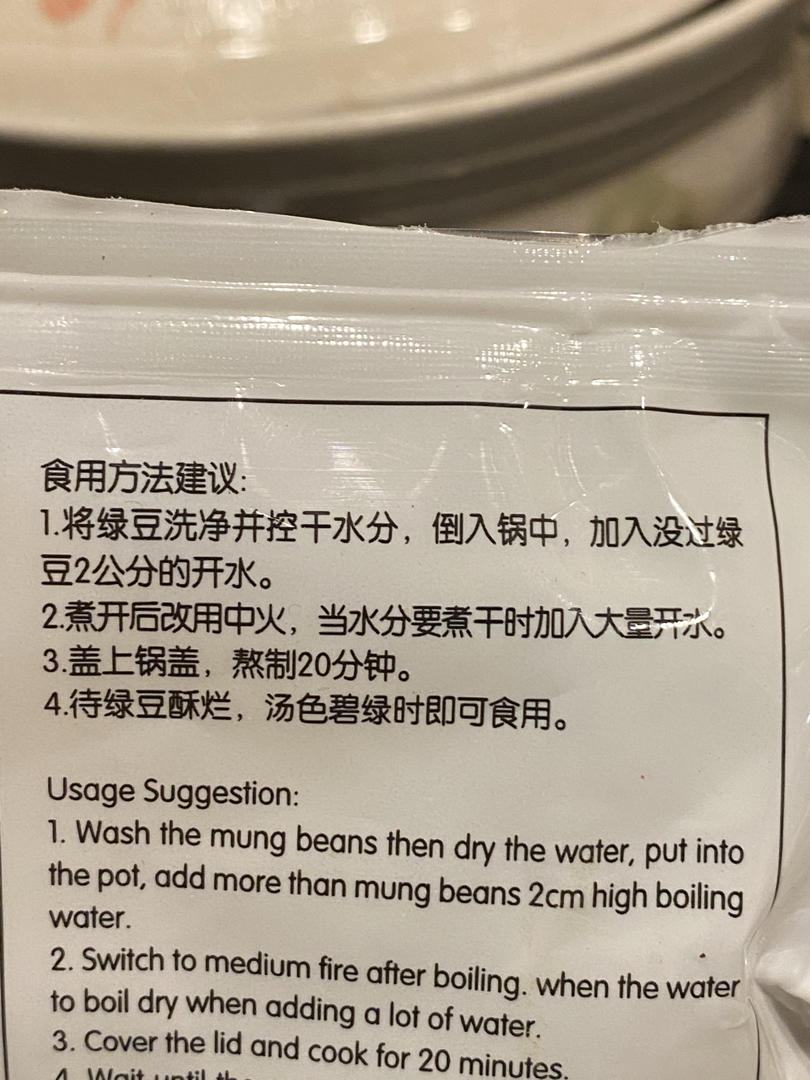 食用方法建议:
1.将绿豆洗净并控干水分，倒入锅中，加入没过绿
豆2公分的开水。
2.煮开后改用中火，当水分要煮干时加入大量开水。
3.盖上锅盖，熬制20分钟。
4.待绿豆酥烂，汤色碧绿时即可食用。
Usage Suggestion:
1. Wash the mung beans then dry the water, put into
the pot, add more than mung beans 2cm high boiling
water.
2. Switch to medium fire after boiling. when the water
to boil dry when adding a lot of water.
3. Cover the lid and cook for 20 minutes.
4. Wait until the